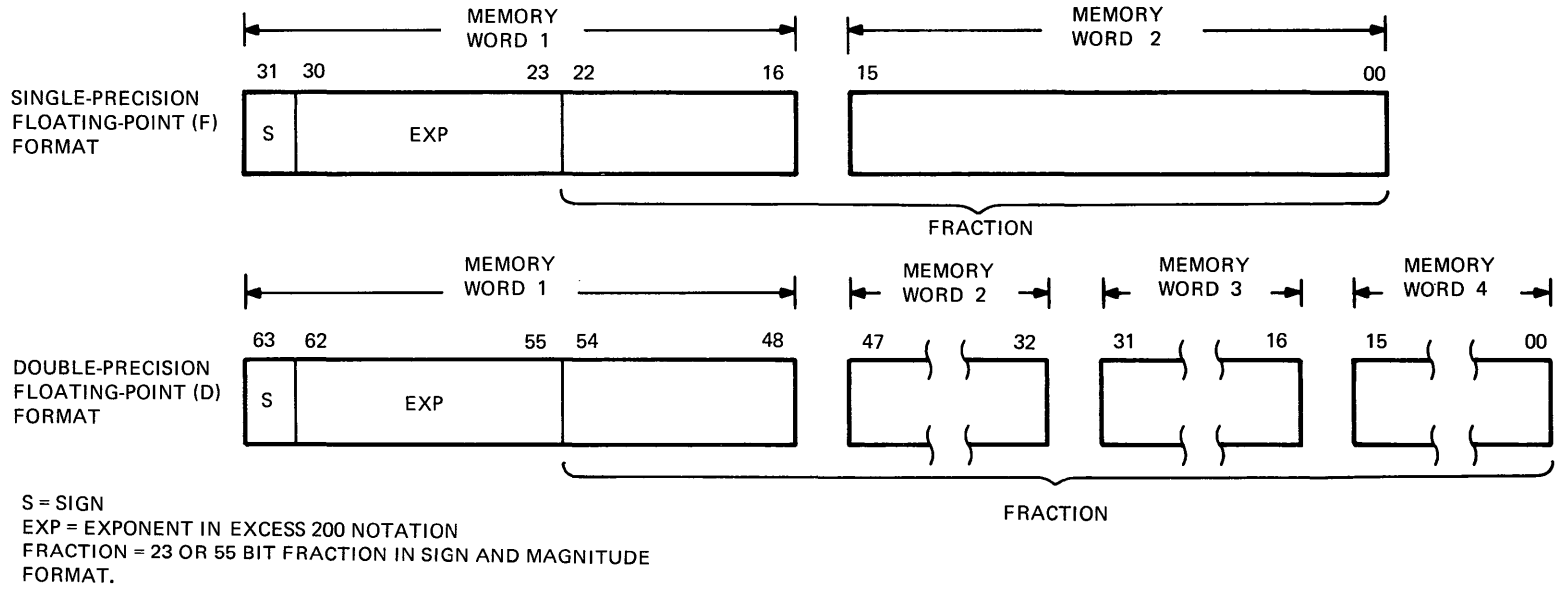 MEMORY WORD 1
MEMORY WORD 2
31 30 23 22 16 15 00
SINGLE-PRECISION
FLOATING-POINT (F)
FORMAT
S EXP
FRACTION
MEMORY WORD 1
MEMORY WORD 2
MEMORY WORD 3
MEMORY WORD 4
63 62 55 54 48 47 32 31 16 15 00
DOUBLE-PRECISION
FLOATING-POINT (D)
FORMAT
S EXP
FRACTION
S = SIGN
EXP = EXPONENT IN EXCESS 200 NOTATION
FRACTION = 23 OR 55 BIT FRACTION IN SIGN AND MAGNITUDE
FORMAT.